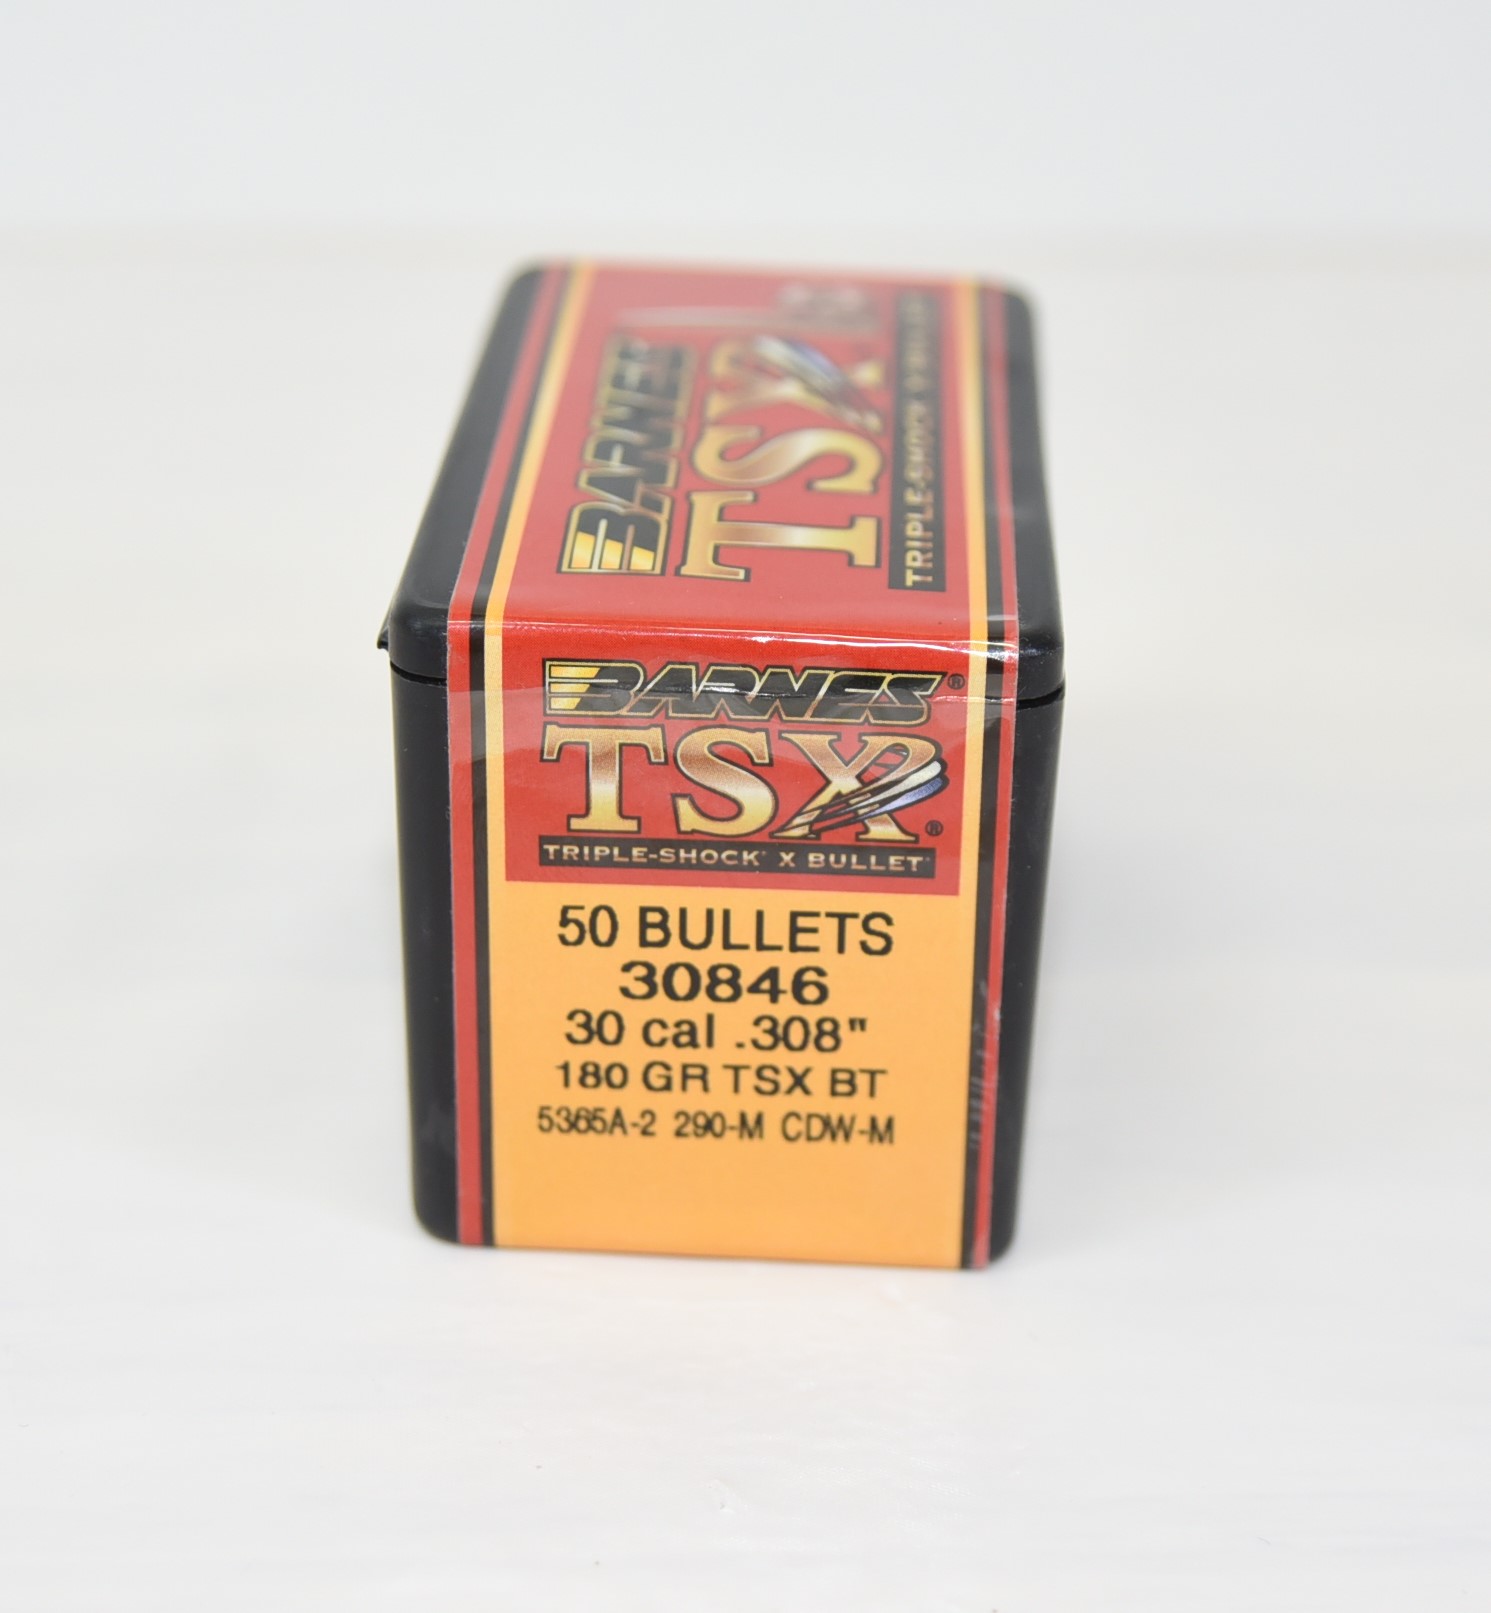 BARNES
TSX
TRIPLE-SHOCK X BULLET
BARNES®
TSX®
TRIPLE-SHOCK® X BULLET™
50 BULLETS
30846
30 cal .308"
180 GR TSX BT
5365A-2 290-M CDW-M